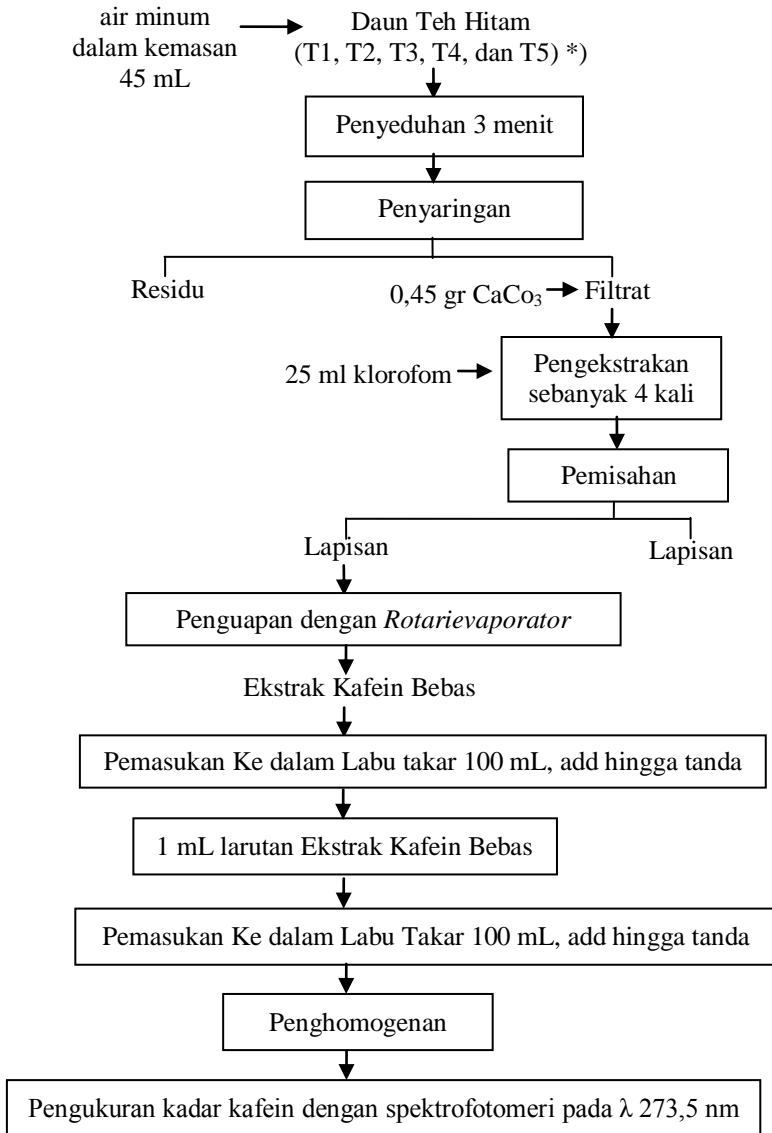 air minum
dalam kemasan
45 mL
Daun Teh Hitam
(T1, T2, T3, T4, dan T5) *)
Penyeduhan 3 menit
Penyaringan
Residu
0,45 gr CaCo₃
Filtrat
25 ml klorofom
Pengekstrakan
sebanyak 4 kali
Pemisahan
Lapisan
Lapisan
Penguapan dengan Rotarievaporator
Ekstrak Kafein Bebas
Pemasukan Ke dalam Labu takar 100 mL, add hingga tanda
1 mL larutan Ekstrak Kafein Bebas
Pemasukan Ke dalam Labu Takar 100 mL, add hingga tanda
Penghomogenan
Pengukuran kadar kafein dengan spektrofotomeri pada λ 273,5 nm